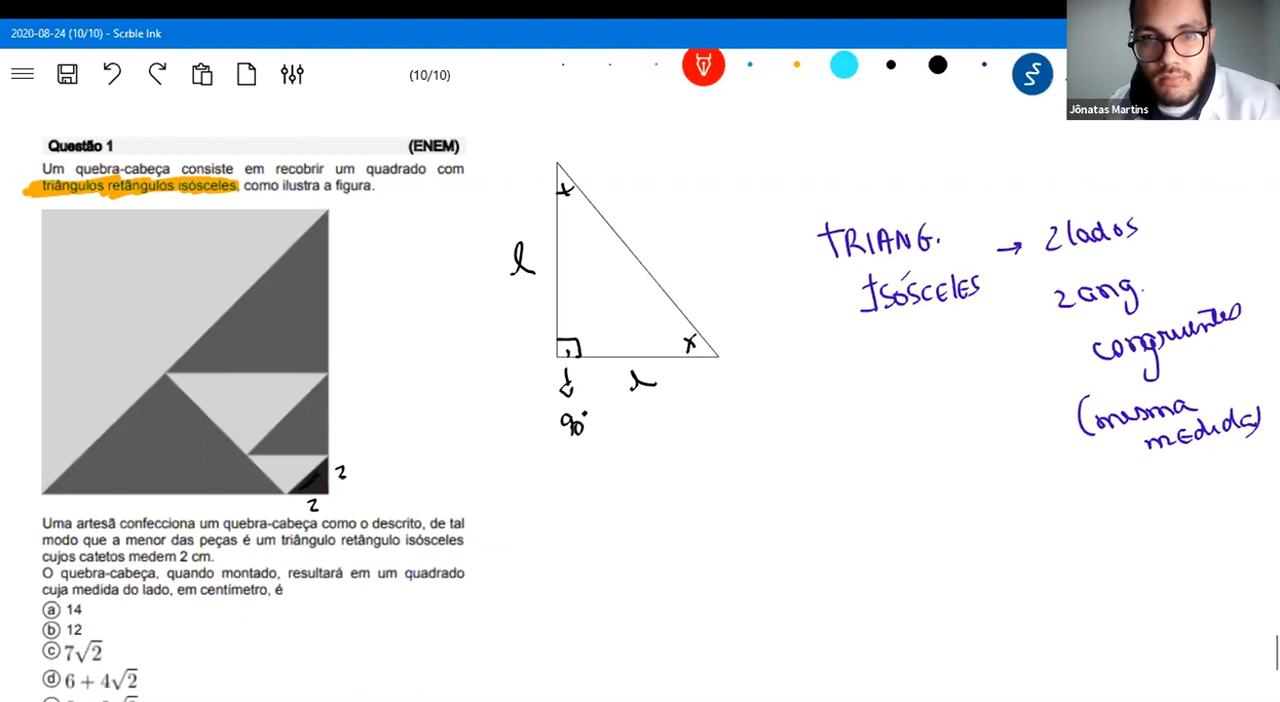 2020-08-24 (10/10) - Scrble Ink
(10/10)
Jônatas Martins
Questão 1 (ENEM)
Um quebra-cabeça consiste em recobrir um quadrado com
triângulos retângulos isósceles, como ilustra a figura.
2
2
Uma artesã confecciona um quebra-cabeça como o descrito, de tal
modo que a menor das peças é um triângulo retângulo isósceles
cujos catetos medem 2 cm.
O quebra-cabeça, quando montado, resultará em um quadrado
cuja medida do lado, em centímetro, é
a 14
b 12
c 7√2
d 6 + 4√2
x
l
x
l
90°
TRIANG. → 2 lados
ISÓSCELES
2 ang.
congruentes
(mesma
medida)